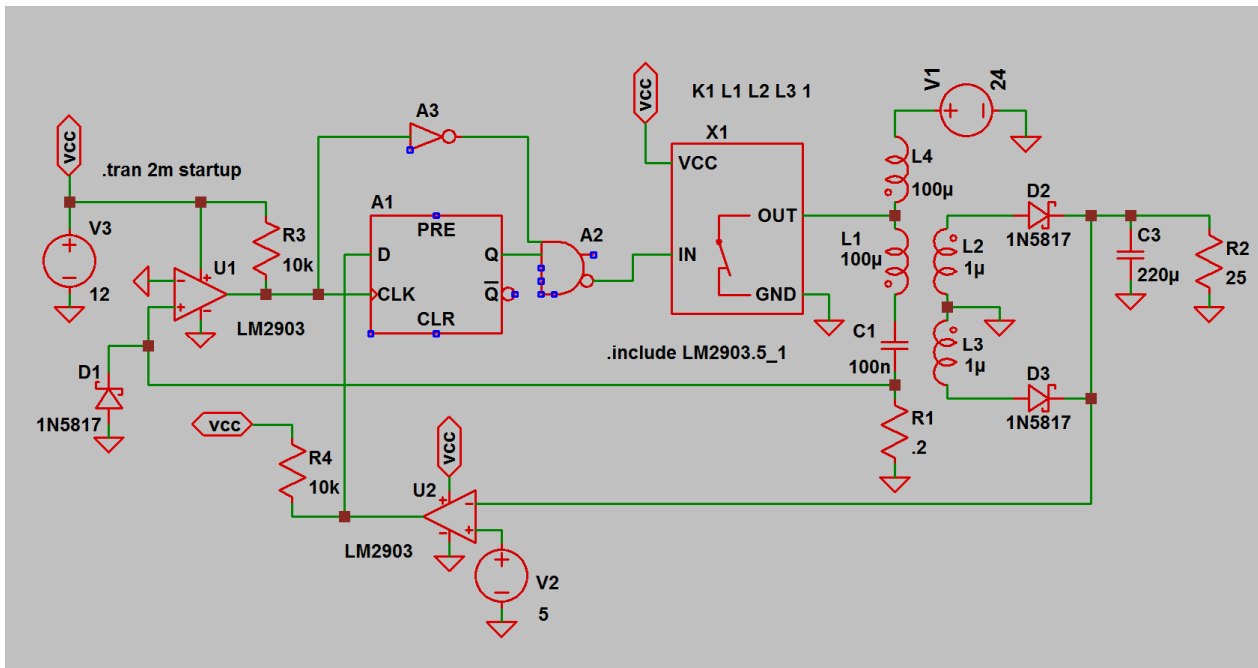 V1
24
K1 L1 L2 L3 1
VCC
X1
VCC
OUT
IN
GND
L4
100µ
A3
VCC
.tran 2m startup
D2
1N5817
A1
PRE
D
Q
CLK
Q
CLR
A2
V3
12
R3
10k
U1
LM2903
L1
100µ
L2
1µ
C3
220µ
R2
25
C1
100n
L3
1µ
.include LM2903.5_1
D1
1N5817
D3
1N5817
R1
.2
VCC
R4
10k
VCC
U2
LM2903
V2
5